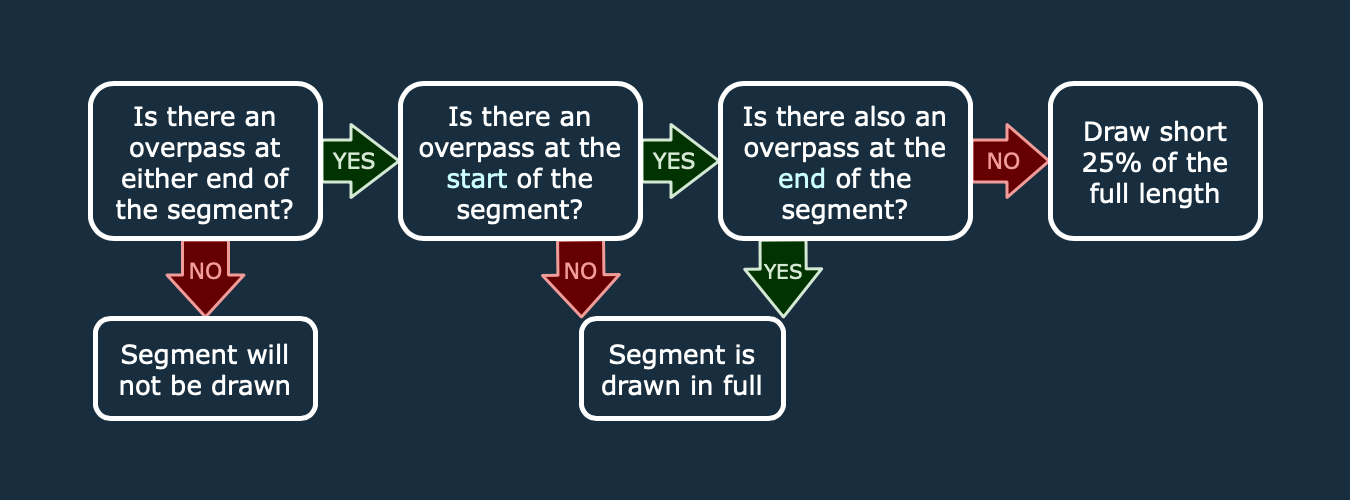 Is there an
overpass at
either end of
the segment?
YES
Is there an
overpass at the
start of the
segment?
YES
Is there also an
overpass at the
end of the
segment?
NO
Draw short
25% of the
full length
NO
NO
YES
Segment will
not be drawn
Segment is
drawn in full